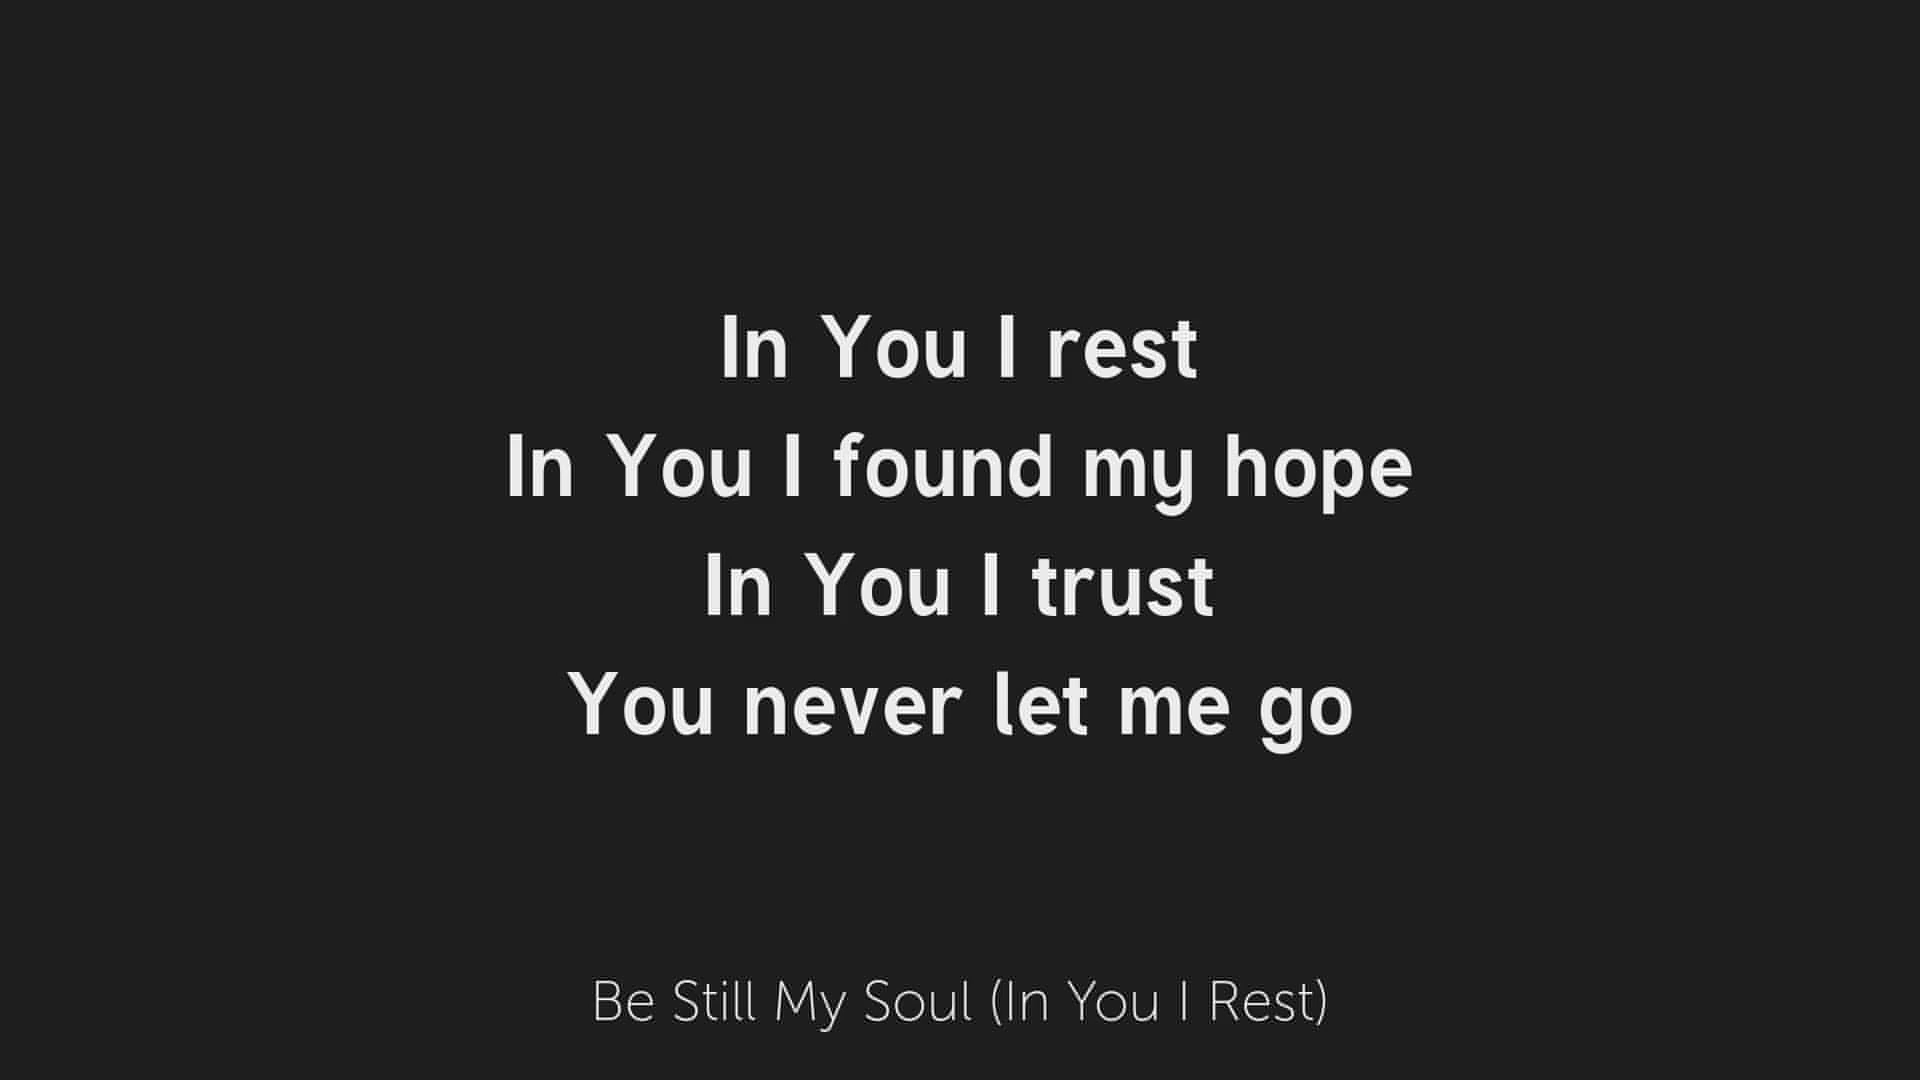 In You I rest
In You I found my hope
In You I trust
You never let me go
Be Still My Soul (In You I Rest)